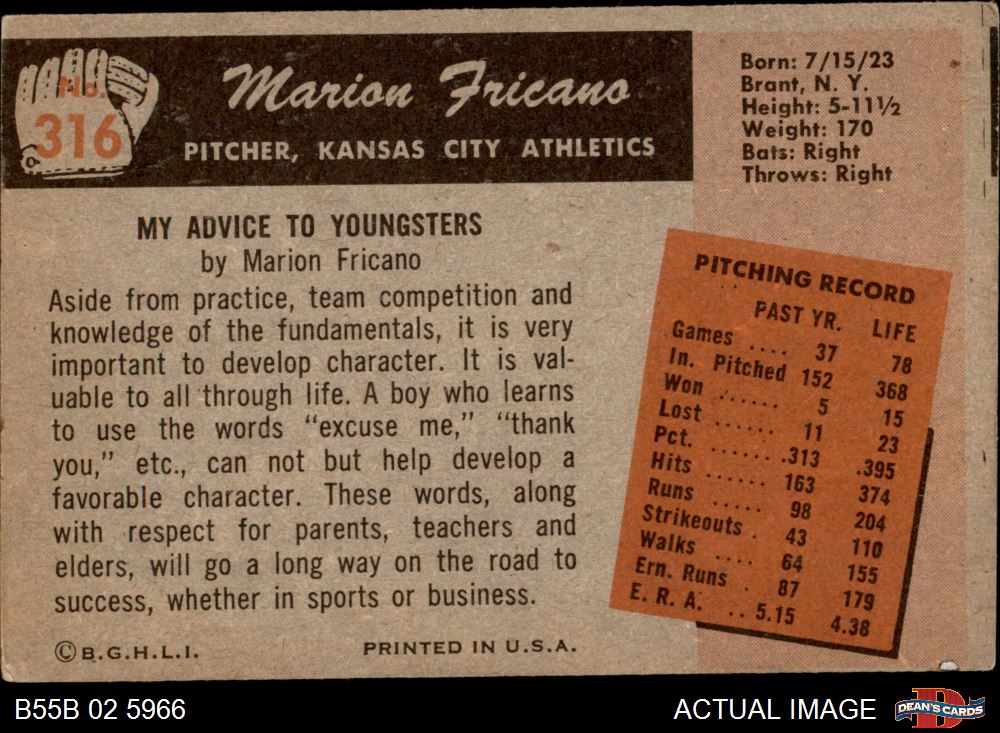 No.
316
Marion Fricano
PITCHER, KANSAS CITY ATHLETICS
Born: 7/15/23
Brant, N. Y.
Height: 5-11½
Weight: 170
Bats: Right
Throws: Right
MY ADVICE TO YOUNGSTERS
by Marion Fricano
Aside from practice, team competition and
knowledge of the fundamentals, it is very
important to develop character. It is val-
uable to all through life. A boy who learns
to use the words "excuse me," "thank
you," etc., can not but help develop a
favorable character. These words, along
with respect for parents, teachers and
elders, will go a long way on the road to
success, whether in sports or business.
PITCHING RECORD
PAST YR. LIFE
Games .... 37 78
In. Pitched 152 368
Won ...... 5 15
Lost ...... 11 23
Pct. ...... .313 .395
Hits ...... 163 374
Runs ..... 98 204
Strikeouts . 43 110
Walks .... 64 155
Ern. Runs . 87 179
E. R. A. .. 5.15 4.38
©B.G.H.L.I.
PRINTED IN U.S.A.
B55B 02 5966
ACTUAL IMAGE
DEAN'S CARDS